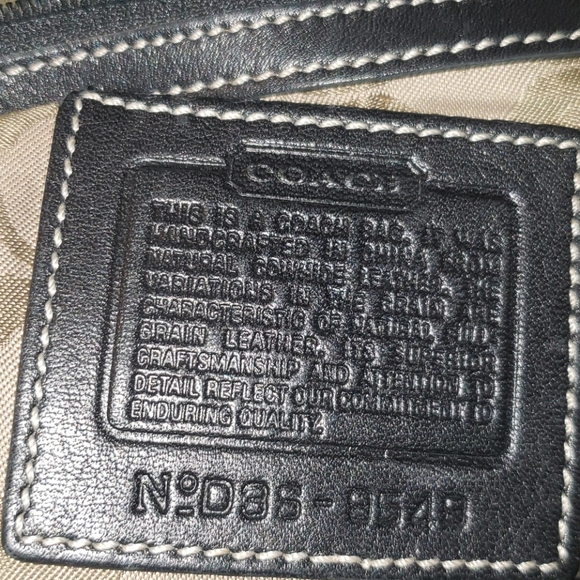 COACH
THIS IS A COACH BAG. IT WAS
HANDCRAFTED IN CHINA FROM
NATURAL COWHIDE LEATHER. THE
VARIATIONS IN THE GRAIN ARE
CHARACTERISTIC OF NATURAL, FULL
GRAIN LEATHER. ITS SUPERIOR
CRAFTSMANSHIP AND ATTENTION TO
DETAIL REFLECT OUR COMMITMENT TO
ENDURING QUALITY.
NºD36-9549